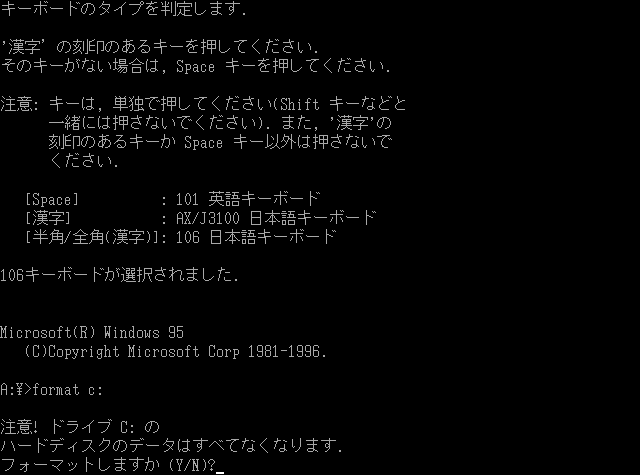 キーボードのタイプを判定します.
'漢字' の刻印のあるキーを押してください.
そのキーがない場合は, Space キーを押してください.
注意: キーは, 単独で押してください(Shift キーなどと
一緒には押さないでください). また, '漢字'の
刻印のあるキーか Space キー以外は押さないで
ください.
[Space] : 101 英語キーボード
[漢字] : AX/J3100 日本語キーボード
[半角/全角(漢字)]: 106 日本語キーボード
106キーボードが選択されました.
Microsoft(R) Windows 95
(C)Copyright Microsoft Corp 1981-1996.
A:¥>format c:
注意! ドライブ C: の
ハードディスクのデータはすべてなくなります.
フォーマットしますか (Y/N)?_